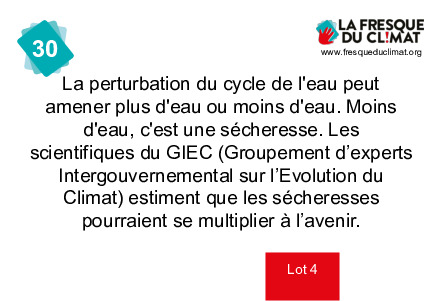 30
LA FRESQUE
DU CL!MAT
www.fresqueduclimat.org
La perturbation du cycle de l'eau peut
amener plus d'eau ou moins d'eau. Moins
d'eau, c'est une sécheresse. Les
scientifiques du GIEC (Groupement d’experts
Intergouvernemental sur l’Evolution du
Climat) estiment que les sécheresses
pourraient se multiplier à l’avenir.
Lot 4